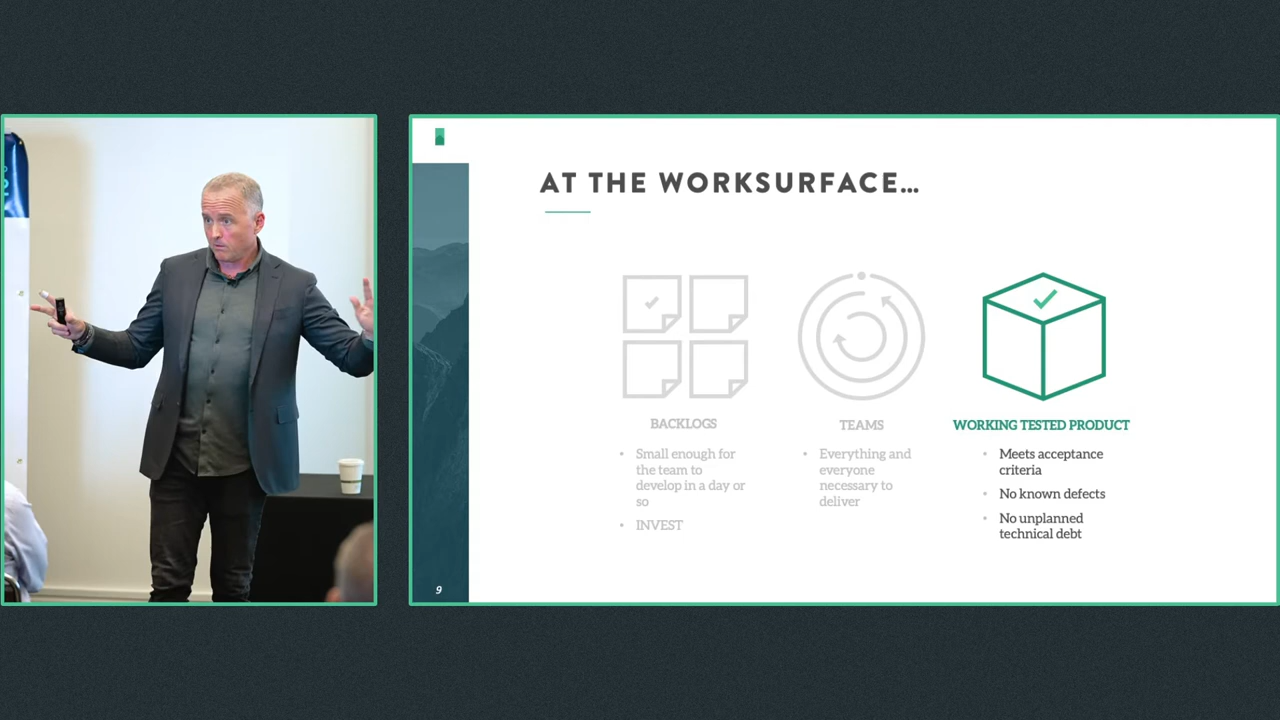 AT THE WORKSURFACE…
BACKLOGS
• Small enough for
the team to
develop in a day or
so
• INVEST
TEAMS
• Everything and
everyone
necessary to
deliver
WORKING TESTED PRODUCT
• Meets acceptance
criteria
• No known defects
• No unplanned
technical debt
9